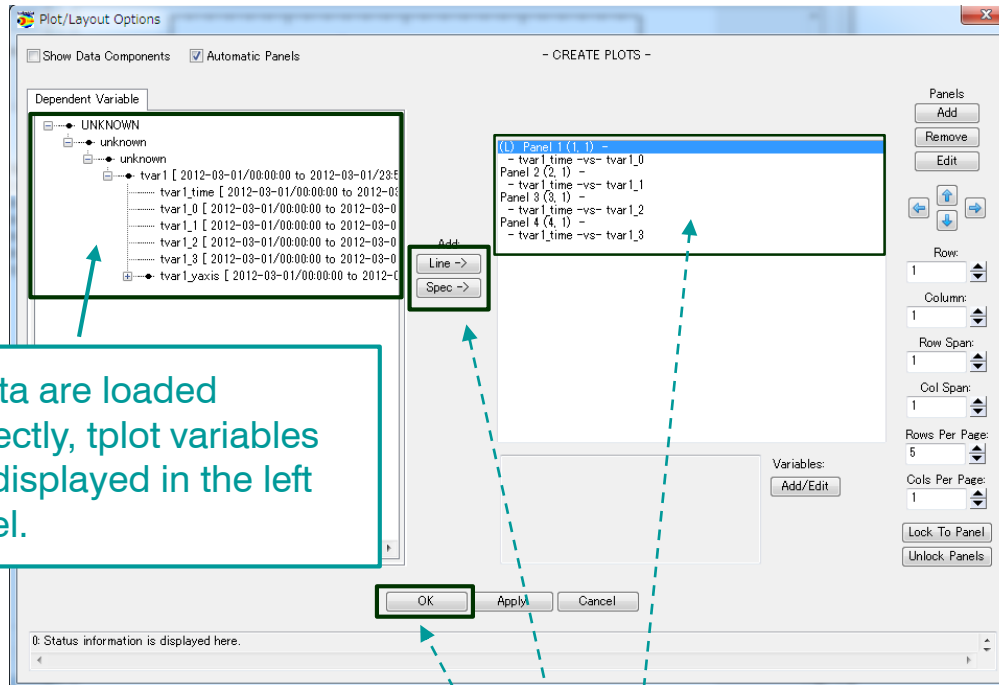 Plot/Layout Options
x
Show Data Components
Automatic Panels
- CREATE PLOTS -
Dependent Variable
UNKNOWN
unknown
unknown
tvar1 [ 2012-03-01/00:00:00 to 2012-03-01/23:5
tvar1_time [ 2012-03-01/00:00:00 to 2012-03
tvar1_0 [ 2012-03-01/00:00:00 to 2012-03-0
tvar1_1 [ 2012-03-01/00:00:00 to 2012-03-0
tvar1_2 [ 2012-03-01/00:00:00 to 2012-03-0
tvar1_3 [ 2012-03-01/00:00:00 to 2012-03-0
tvar1_yaxis [ 2012-03-01/00:00:00 to 2012-0
Add:
Line ->
Spec ->
(L) Panel 1 (1, 1) -
- tvar1_time -vs- tvar1_0
Panel 2 (2, 1) -
- tvar1_time -vs- tvar1_1
Panel 3 (3, 1) -
- tvar1_time -vs- tvar1_2
Panel 4 (4, 1) -
- tvar1_time -vs- tvar1_3
Panels
Add
Remove
Edit
Row:
1
Column:
1
Row Span:
1
Col Span:
1
Rows Per Page:
5
Cols Per Page:
1
Lock To Panel
Unlock Panels
Variables:
Add/Edit
ta are loaded
ectly, tplot variables
displayed in the left
el.
OK
Apply
Cancel
0: Status information is displayed here.